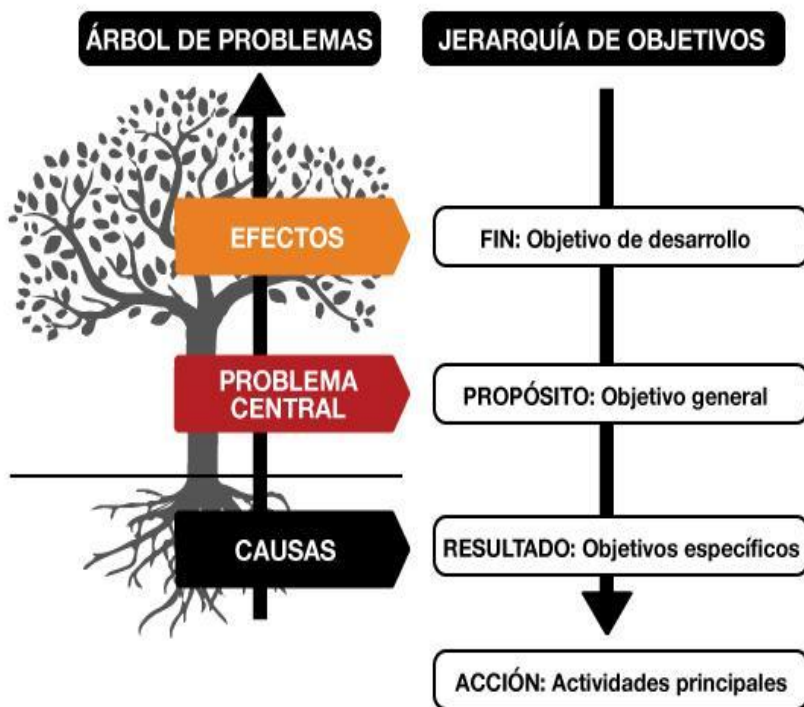 ÁRBOL DE PROBLEMAS
JERARQUÍA DE OBJETIVOS
EFECTOS
FIN: Objetivo de desarrollo
PROBLEMA
CENTRAL
PROPÓSITO: Objetivo general
CAUSAS
RESULTADO: Objetivos específicos
ACCIÓN: Actividades principales